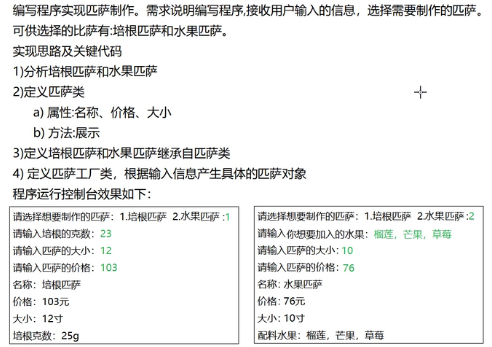 编写程序实现匹萨制作。需求说明编写程序,接收用户输入的信息，选择需要制作的匹萨。
可供选择的比萨有:培根匹萨和水果匹萨。
实现思路及关键代码
1)分析培根匹萨和水果匹萨
2)定义匹萨类
a) 属性:名称、价格、大小
b) 方法:展示
3)定义培根匹萨和水果匹萨继承自匹萨类
4) 定义匹萨工厂类，根据输入信息产生具体的匹萨对象
程序运行控制台效果如下：
请选择想要制作的匹萨：1.培根匹萨 2.水果匹萨:1
请输入培根的克数：23
请输入匹萨的大小：12
请输入匹萨的价格：103
名称：培根匹萨
价格：103元
大小：12寸
培根克数：25g
请选择想要制作的匹萨：1.培根匹萨 2.水果匹萨:2
请输入你想要加入的水果：榴莲，芒果，草莓
请输入匹萨的大小：10
请输入匹萨的价格：76
名称：水果匹萨
价格：76元
大小：10寸
配料水果：榴莲，芒果，草莓